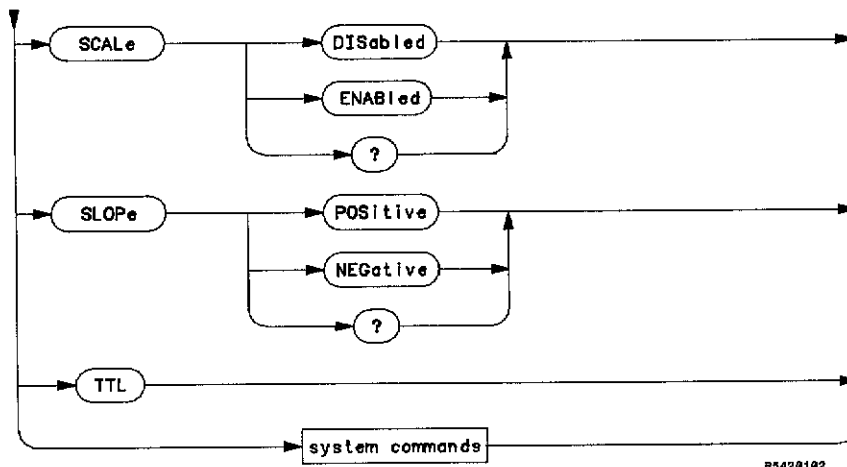 SCALe
DISabled
ENABled
?
SLOPe
POSitive
NEGative
?
TTL
system commands